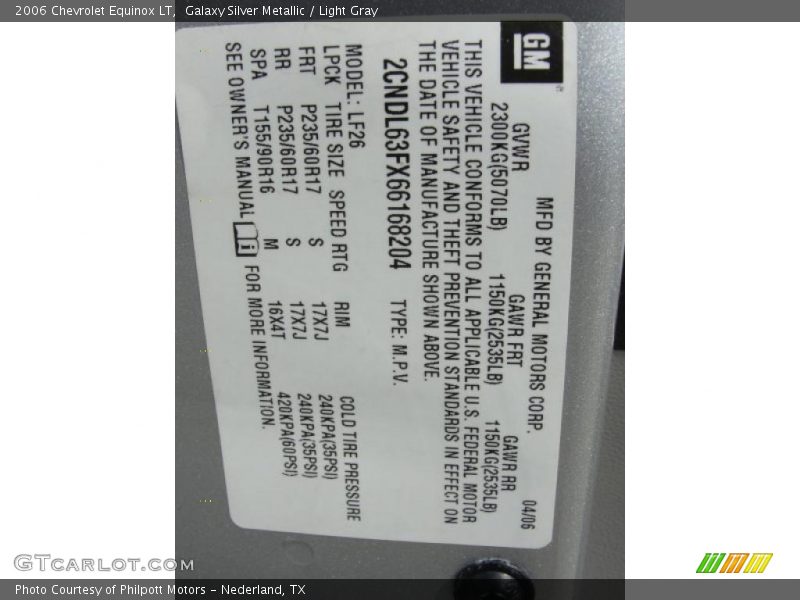 2006 Chevrolet Equinox LT, Galaxy Silver Metallic / Light Gray
GM
MFD BY GENERAL MOTORS CORP. 04/06
GVWR GAWR FRT GAWR RR
2300KG(5070LB) 1150KG(2535LB) 1150KG(2535LB)
THIS VEHICLE CONFORMS TO ALL APPLICABLE U.S. FEDERAL MOTOR
VEHICLE SAFETY AND THEFT PREVENTION STANDARDS IN EFFECT ON
THE DATE OF MANUFACTURE SHOWN ABOVE.
2CNDL63FX66168204 TYPE: M.P.V.
MODEL: LF26
LPCK TIRE SIZE SPEED RTG RIM COLD TIRE PRESSURE
FRT P235/60R17 S 17X7J 240KPA(35PSI)
RR P235/60R17 S 17X7J 240KPA(35PSI)
SPA T155/90R16 M 16X4T 420KPA(60PSI)
SEE OWNER'S MANUAL i FOR MORE INFORMATION.
GTcarlot.com
Photo Courtesy of Philpott Motors - Nederland, TX